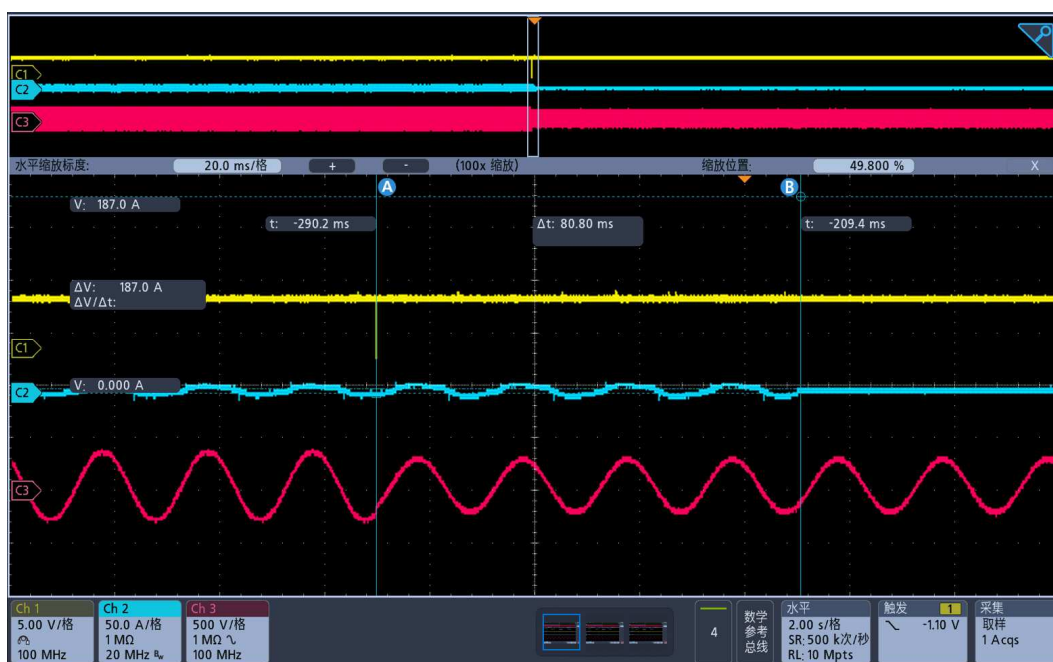 C1
C2
C3
水平缩放标度: 20.0 ms/格 + - (100x 缩放) 缩放位置: 49.800 % X
A B
V: 187.0 A
t: -290.2 ms Δt: 80.80 ms t: -209.4 ms
ΔV: 187.0 A
ΔV/Δt:
C1
V: 0.000 A
C2
C3
Ch 1
5.00 V/格
100 MHz
Ch 2
50.0 A/格
1 MΩ
20 MHz Bw
Ch 3
500 V/格
1 MΩ
100 MHz
4
数学
参考
总线
水平
2.00 s/格
SR: 500 k次/秒
RL: 10 Mpts
触发 1
-1.10 V
采集
取样
1 Acqs